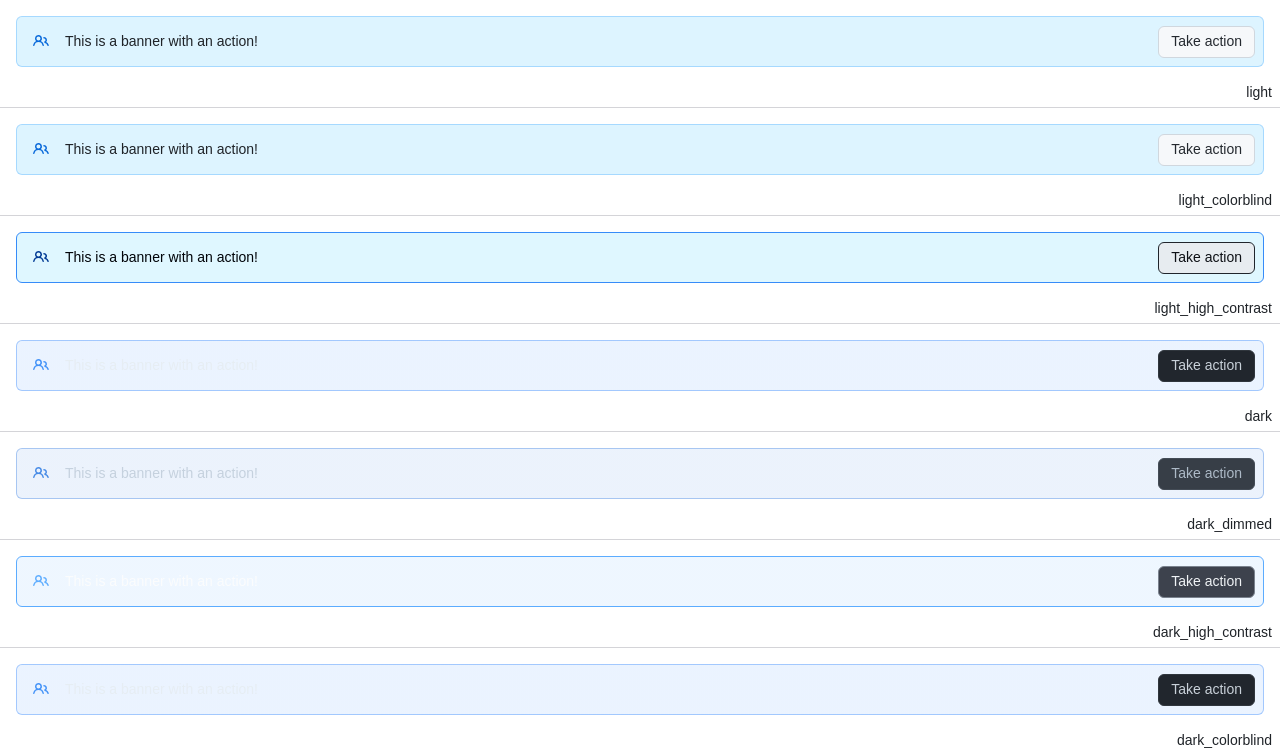 This is a banner with an action!
Take action
light
This is a banner with an action!
Take action
light_colorblind
This is a banner with an action!
Take action
light_high_contrast
This is a banner with an action!
Take action
dark
This is a banner with an action!
Take action
dark_dimmed
This is a banner with an action!
Take action
dark_high_contrast
This is a banner with an action!
Take action
dark_colorblind